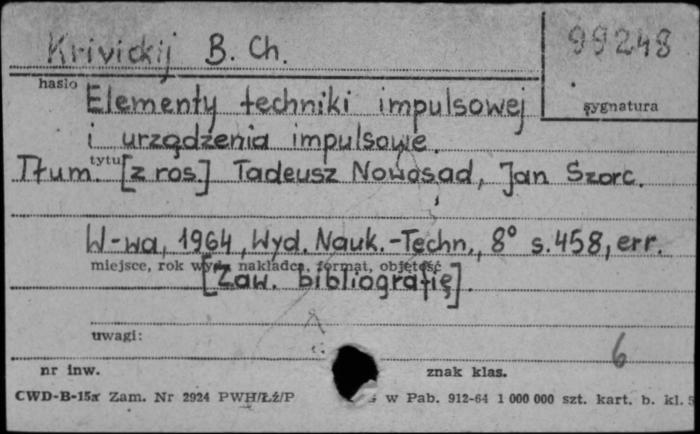 Krivickij B. Ch.
99248
hasło
Elementy techniki impulsowej
sygnatura
i urządzenia impulsowe.
tytuł
Tłum. [z ros.] Tadeusz Nowosad, Jan Szorc.
W-wa, 1964, Wyd. Nauk.-Techn., 8° s. 458, err.
miejsce, rok wyd., nakładca, format, objętość
[Zaw. bibliografię].
uwagi:
6
nr inw.
znak klas.
CWD-B-15a Zam. Nr 2924 PWH/Łź/P w Pab. 912-64 1 000 000 szt. kart. b. kl. 5